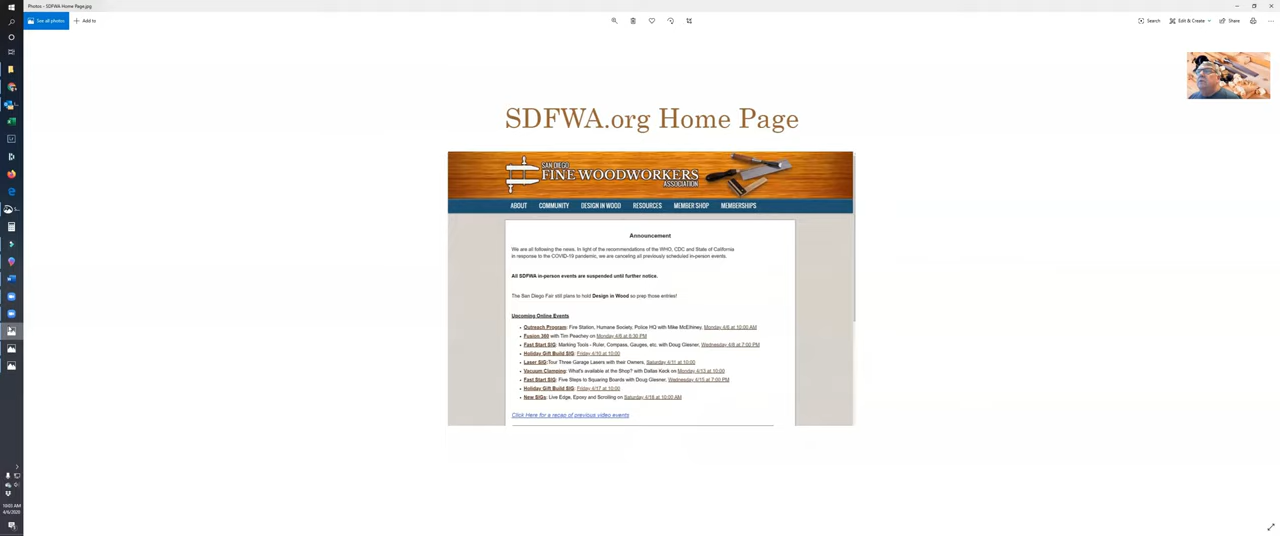 Photos - SDFWA-Home Page.jpg
See all photos
Add to
Search
Edit & Create
Share
SDFWA.org Home Page
SAN DIEGO
FINE WOODWORKERS
ASSOCIATION
ABOUT COMMUNITY DESIGN IN WOOD RESOURCES MEMBER SHOP MEMBERSHIPS
Announcement
We are all following the news. In light of the recommendations of the WHO, CDC and State of California
in response to the COVID-19 pandemic, we are canceling all previously scheduled in-person events.
All SDFWA in-person events are suspended until further notice.
The San Diego Fair still plans to hold Design in Wood so prep those entries!
Upcoming Online Events
Outreach Program: Fire Station, Humane Society, Police HQ with Mike McElhiney, Monday 4/6 at 10:00 AM
Fusion 360 with Tim Peachey on Monday 4/6 at 6:30 PM
Fast Start SIG: Marking Tools - Ruler, Compass, Gauges, etc. with Doug Glesner, Wednesday 4/8 at 7:00 PM
Holiday Gift Build SIG: Friday 4/10 at 10:00
Laser SIG:Tour Three Garage Lasers with their Owners, Saturday 4/11 at 10:00
Vacuum Clamping: What's available at the Shop? with Dallas Keck on Monday 4/13 at 10:00
Fast Start SIG: Five Steps to Squaring Boards with Doug Glesner, Wednesday 4/15 at 7:00 PM
Holiday Gift Build SIG: Friday 4/17 at 10:00
New SIGs: Live Edge, Epoxy and Scrolling on Saturday 4/18 at 10:00 AM
Click Here for a recap of previous video events
10:05 AM
4/6/2020